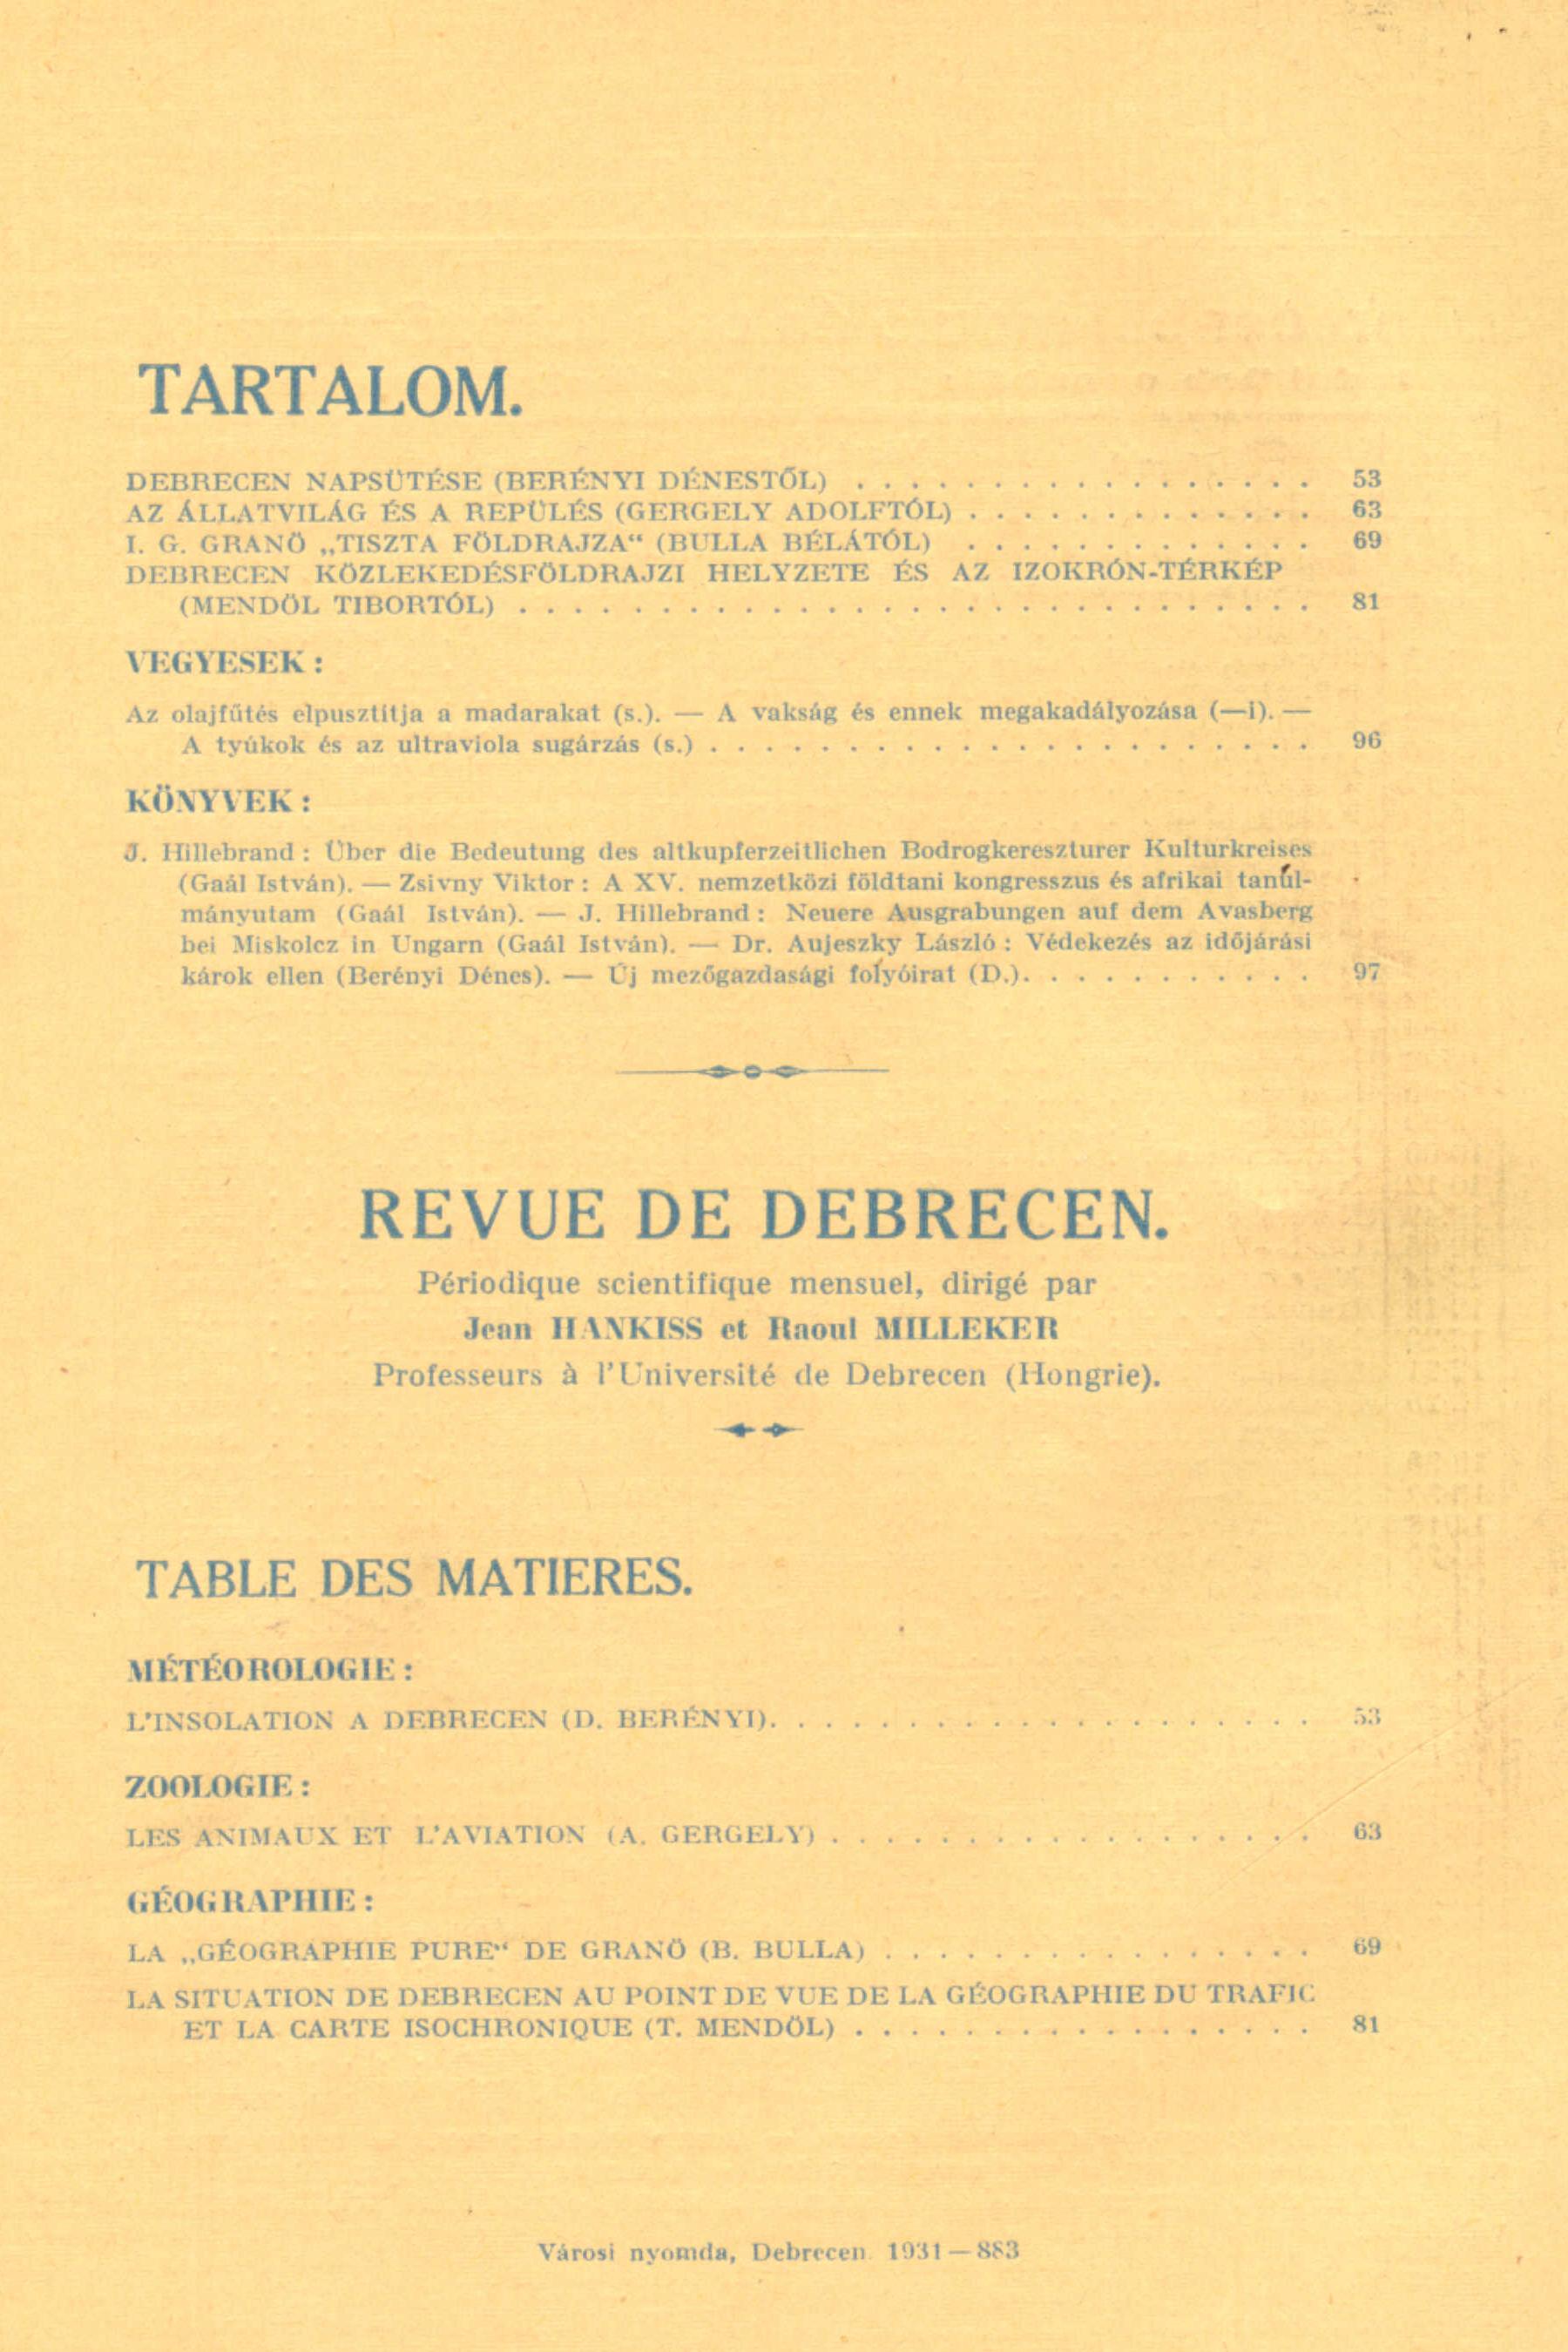 TARTALOM.
DEBRECEN NAPSÜTÉSE (BERÉNYI DÉNESTŐL) . . . . . . . . . . . . . . . . . 53
AZ ÁLLATVILÁG ÉS A REPÜLÉS (GERGELY ADOLFTÓL) . . . . . . . . . . . . . 63
I. G. GRANÖ „TISZTA FÖLDRAJZA“ (BULLA BÉLÁTÓL) . . . . . . . . . . . . . 69
DEBRECEN KÖZLEKEDÉSFÖLDRAJZI HELYZETE ÉS AZ IZOKRÓN-TÉRKÉP
(MENDÖL TIBORTÓL) . . . . . . . . . . . . . . . . . . . . . . . . . . . . . 81
VEGYESEK :
Az olajfűtés elpusztítja a madarakat (s.). — A vakság és ennek megakadályozása (—i). —
A tyúkok és az ultraviola sugárzás (s.) . . . . . . . . . . . . . . . . . . . . . . 96
KÖNYVEK :
J. Hillebrand : Über die Bedeutung des altkupferzeitlichen Bodrogkereszturer Kulturkreises
(Gaál István). — Zsivny Viktor : A XV. nemzetközi földtani kongresszus és afrikai tanúl-
mányutam (Gaál István). — J. Hillebrand : Neuere Ausgrabungen auf dem Avasberg
bei Miskolcz in Ungarn (Gaál István). — Dr. Aujeszky László : Védekezés az időjárási
károk ellen (Berényi Dénes). — Új mezőgazdasági folyóirat (D.). . . . . . . . . . . 97
REVUE DE DEBRECEN.
Périodique scientifique mensuel, dirigé par
Jean HANKISS et Raoul MILLEKER
Professeurs à l'Université de Debrecen (Hongrie).
TABLE DES MATIERES.
MÉTÉOROLOGIE :
L'INSOLATION A DEBRECEN (D. BERÉNYI). . . . . . . . . . . . . . . . . . . . 53
ZOOLOGIE :
LES ANIMAUX ET L'AVIATION (A. GERGELY) . . . . . . . . . . . . . . . . . . 63
GÉOGRAPHIE :
LA „GÉOGRAPHIE PURE“ DE GRANÖ (B. BULLA) . . . . . . . . . . . . . . . . 69
LA SITUATION DE DEBRECEN AU POINT DE VUE DE LA GÉOGRAPHIE DU TRAFIC
ET LA CARTE ISOCHRONIQUE (T. MENDÖL) . . . . . . . . . . . . . . . . . 81
Városi nyomda, Debrecen 1931 — 883